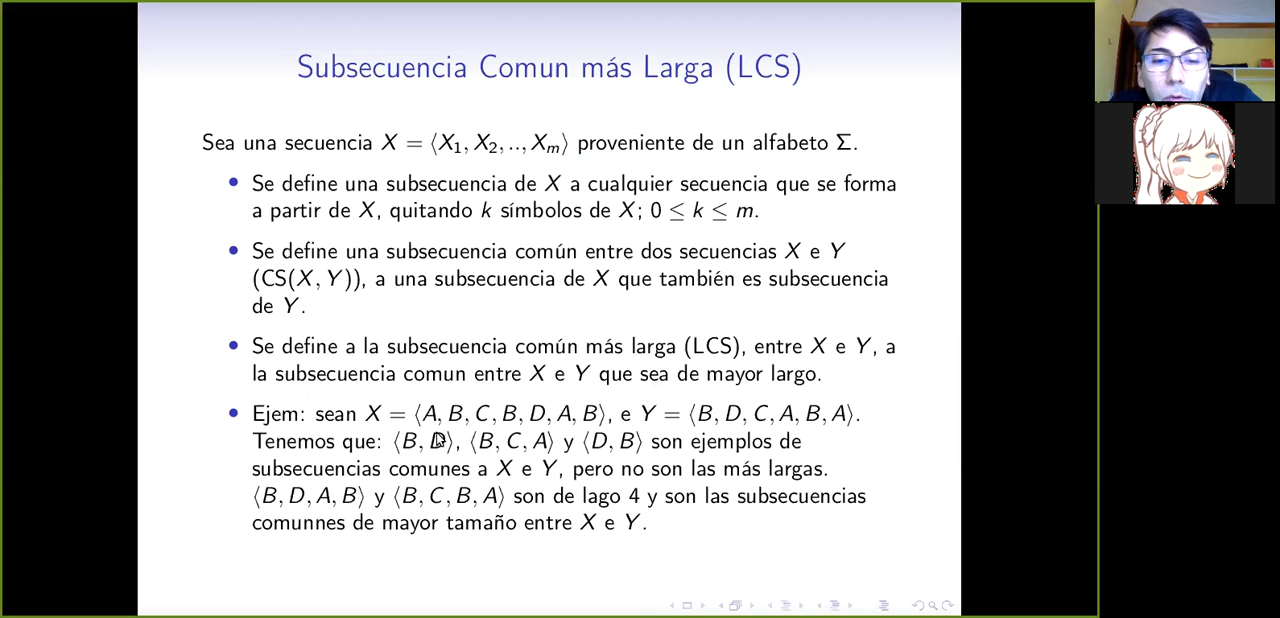 Subsecuencia Comun más Larga (LCS)
Sea una secuencia X = ⟨X₁, X₂, .., Xₘ⟩ proveniente de un alfabeto Σ.
• Se define una subsecuencia de X a cualquier secuencia que se forma
a partir de X, quitando k símbolos de X; 0 ≤ k ≤ m.
• Se define una subsecuencia común entre dos secuencias X e Y
(CS(X, Y)), a una subsecuencia de X que también es subsecuencia
de Y.
• Se define a la subsecuencia común más larga (LCS), entre X e Y, a
la subsecuencia comun entre X e Y que sea de mayor largo.
• Ejem: sean X = ⟨A, B, C, B, D, A, B⟩, e Y = ⟨B, D, C, A, B, A⟩.
Tenemos que: ⟨B, D⟩, ⟨B, C, A⟩ y ⟨D, B⟩ son ejemplos de
subsecuencias comunes a X e Y, pero no son las más largas.
⟨B, D, A, B⟩ y ⟨B, C, B, A⟩ son de lago 4 y son las subsecuencias
comunnes de mayor tamaño entre X e Y.